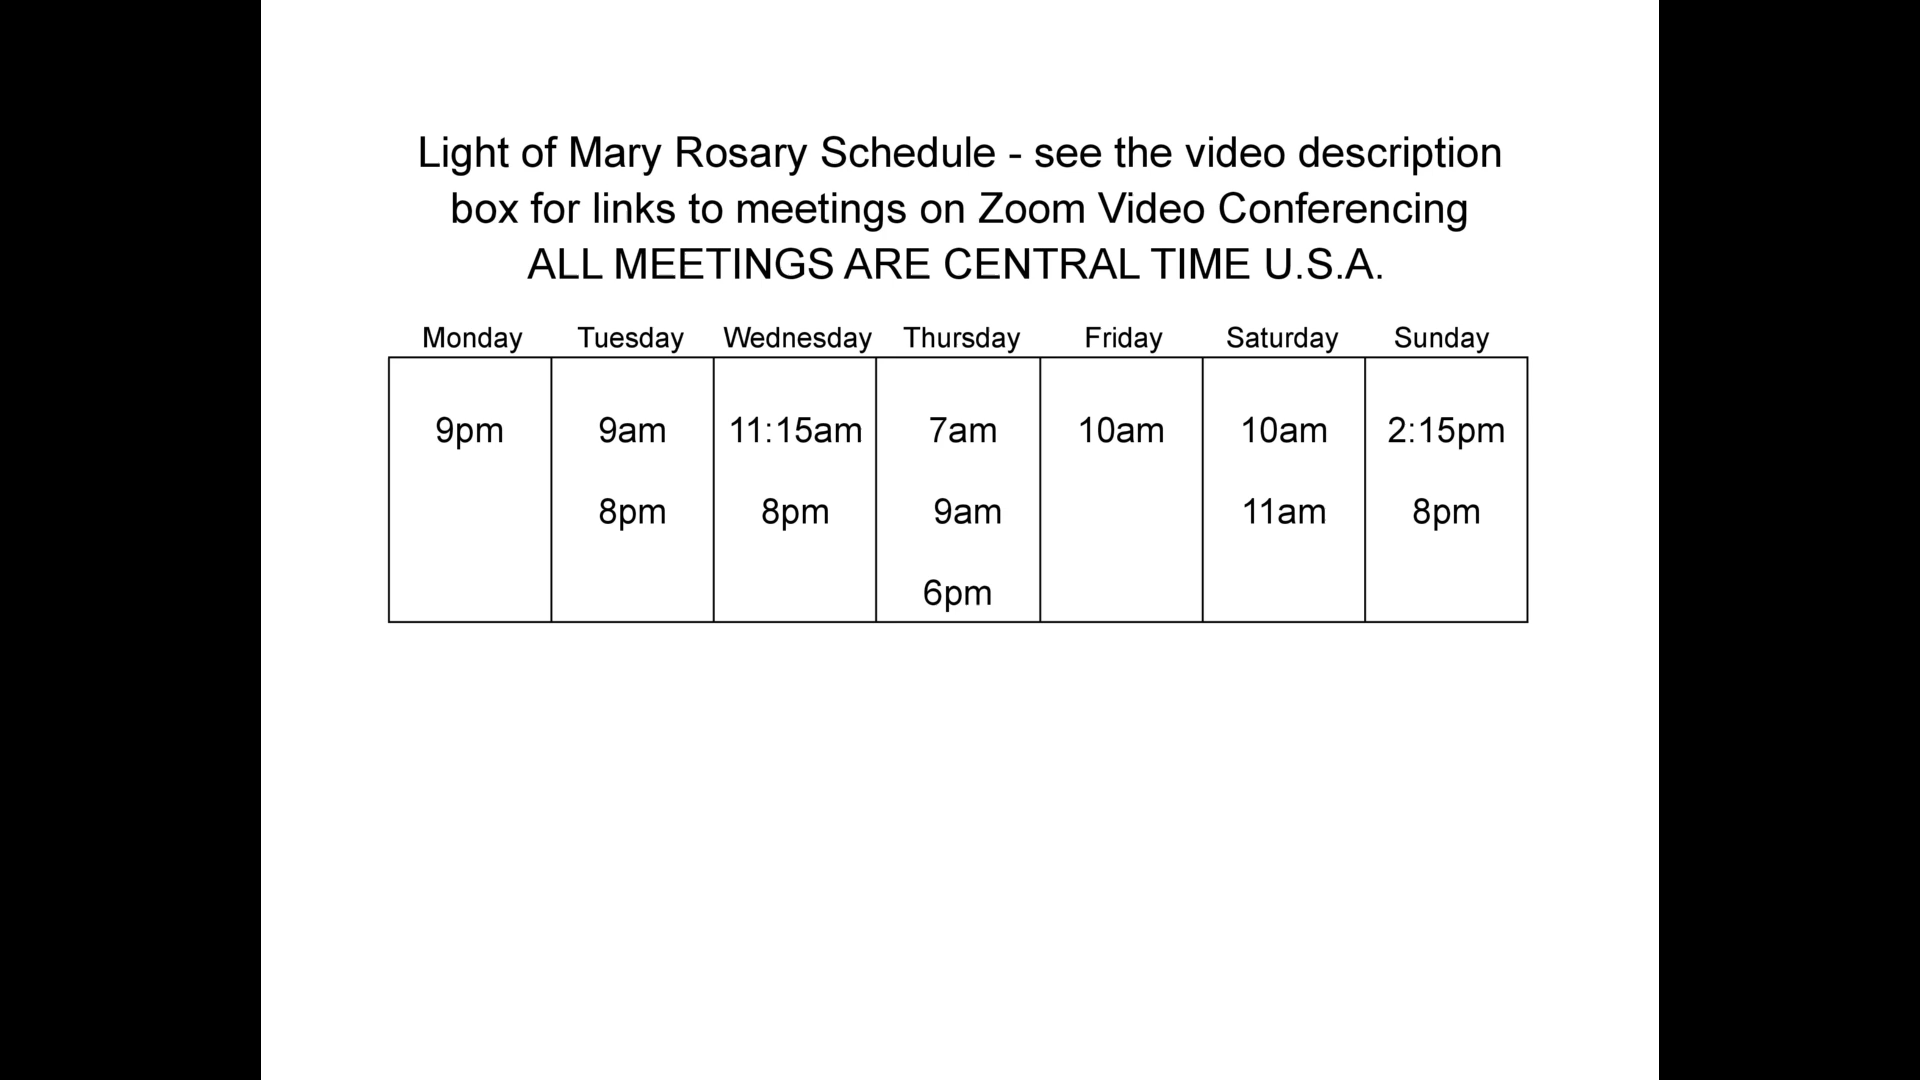 Light of Mary Rosary Schedule - see the video description
box for links to meetings on Zoom Video Conferencing
ALL MEETINGS ARE CENTRAL TIME U.S.A.
Monday Tuesday Wednesday Thursday Friday Saturday Sunday
9pm 9am 11:15am 7am 10am 10am 2:15pm
8pm 8pm 9am 11am 8pm
6pm